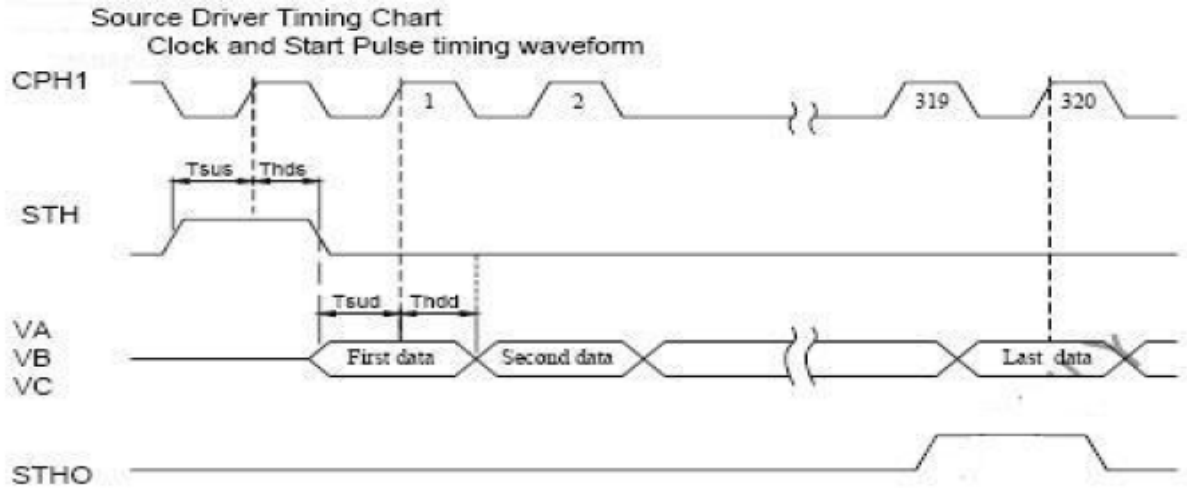 Source Driver Timing Chart
Clock and Start Pulse timing waveform
CPH1
1 2 319 320
Tsus Thds
STH
Tsud Thdd
VA
VB First data Second data Last data
VC
STHO